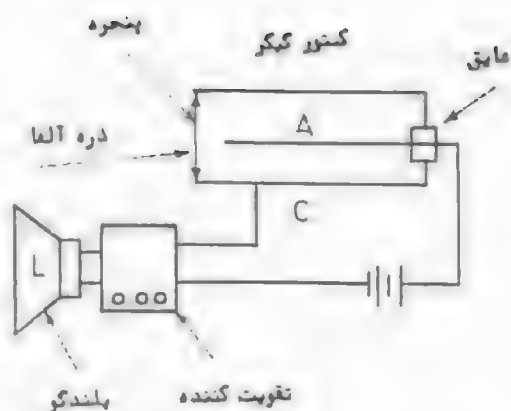 پنجره
کنتور گیگر
عایق
ذره آلفا
A
C
L
تقویت کننده
بلندگو